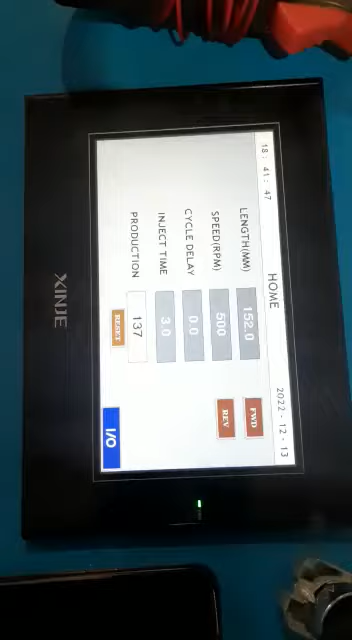 18 : 41 : 47 HOME 2022 - 12 - 13
LENGTH(MM) 152.0 FWD
SPEED(RPM) 500 REV
CYCLE DELAY 0.0
INJECT TIME 3.0
PRODUCTION 137
RESET I/O
XINJE